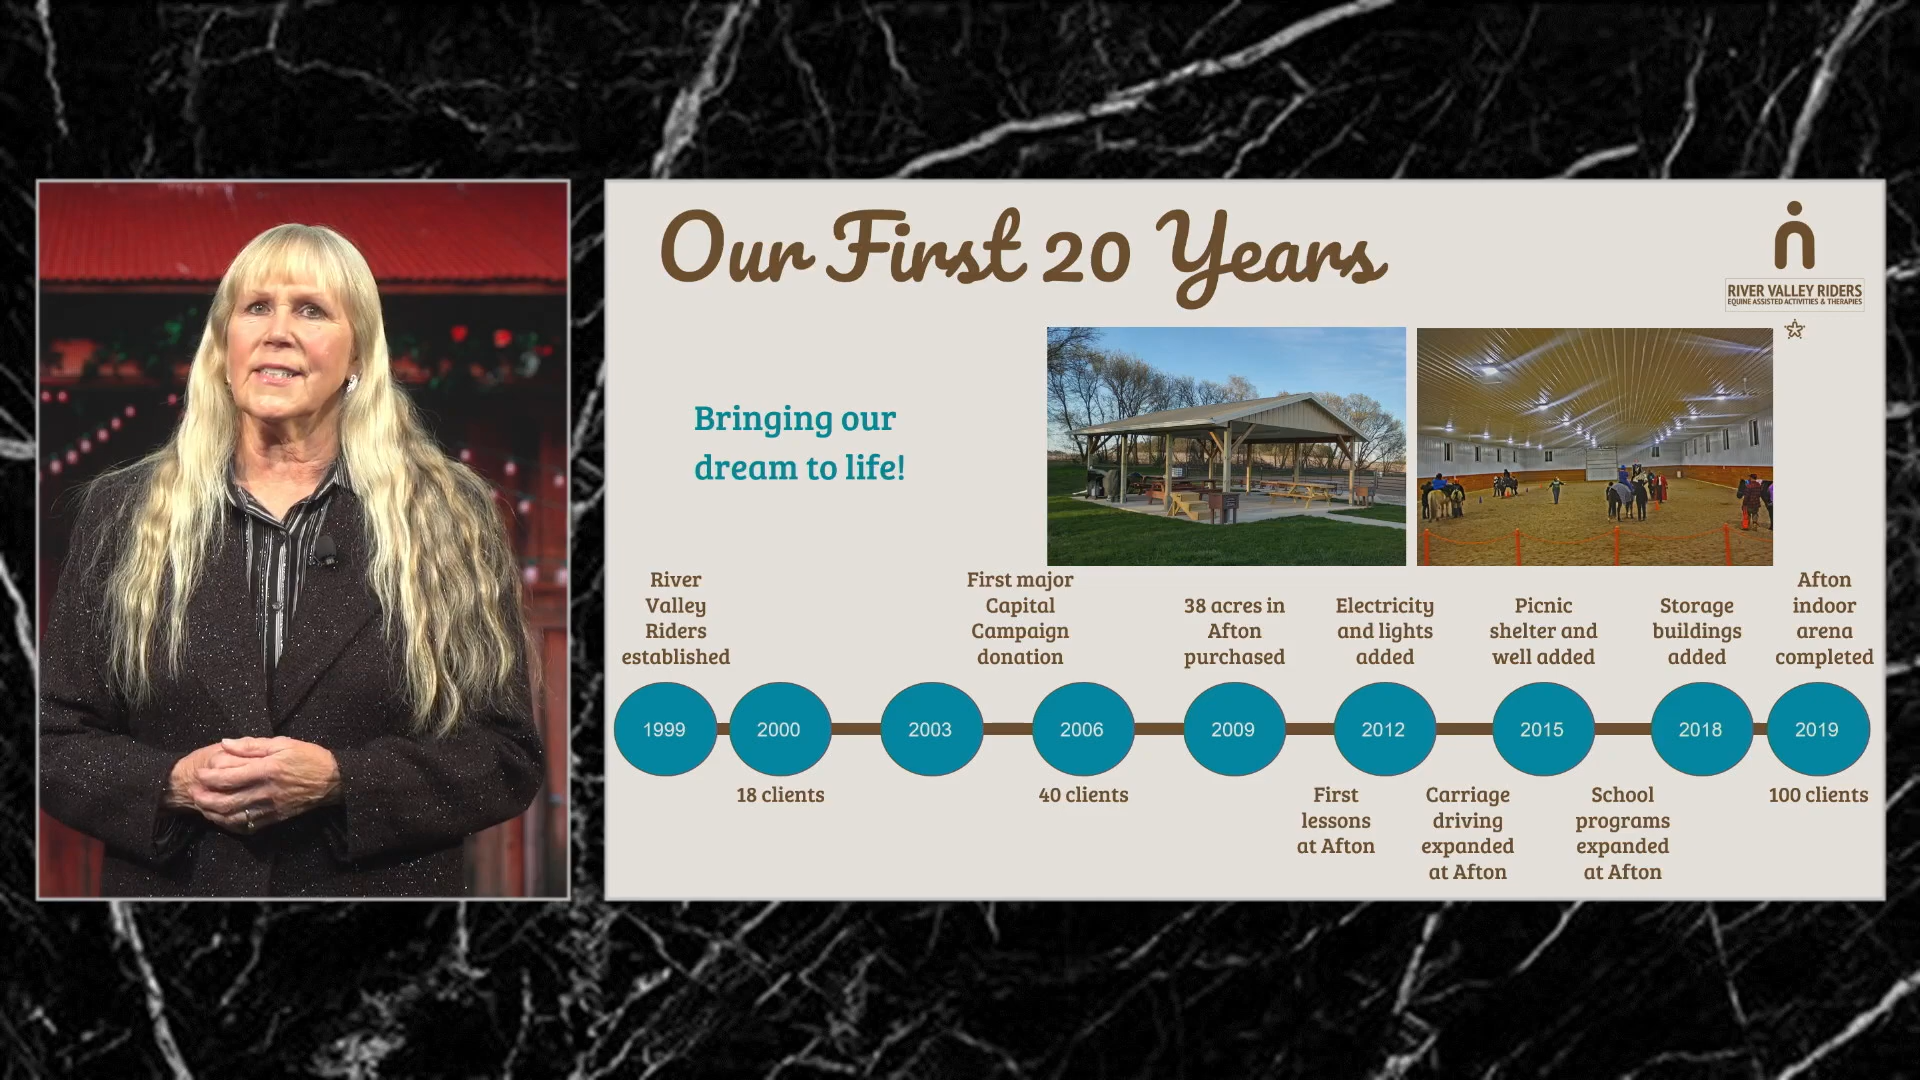 Our First 20 Years
RIVER VALLEY RIDERS
EQUINE ASSISTED ACTIVITIES & THERAPIES
Bringing our
dream to life!
River
Valley
Riders
established
First major
Capital
Campaign
donation
38 acres in
Afton
purchased
Electricity
and lights
added
Picnic
shelter and
well added
Storage
buildings
added
Afton
indoor
arena
completed
1999
2000
2003
2006
2009
2012
2015
2018
2019
18 clients
40 clients
First
lessons
at Afton
Carriage
driving
expanded
at Afton
School
programs
expanded
at Afton
100 clients